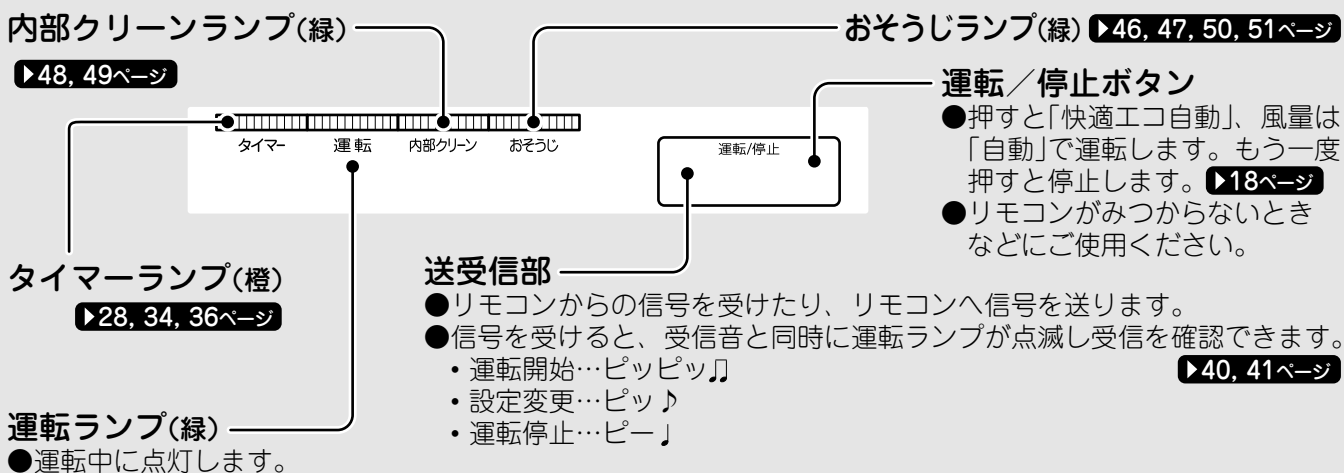 内部クリーンランプ(緑)
▶48, 49ページ
おそうじランプ(緑) ▶46, 47, 50, 51ページ
タイマー 運転 内部クリーン おそうじ
運転/停止
運転／停止ボタン
●押すと「快適エコ自動」、風量は
「自動」で運転します。もう一度
押すと停止します。▶18ページ
●リモコンがみつからないとき
などにご使用ください。
タイマーランプ(橙)
▶28, 34, 36ページ
送受信部
●リモコンからの信号を受けたり、リモコンへ信号を送ります。
●信号を受けると、受信音と同時に運転ランプが点滅し受信を確認できます。
▶40, 41ページ
・運転開始…ピッピッ♫
・設定変更…ピッ♪
・運転停止…ピー♩
運転ランプ(緑)
●運転中に点灯します。